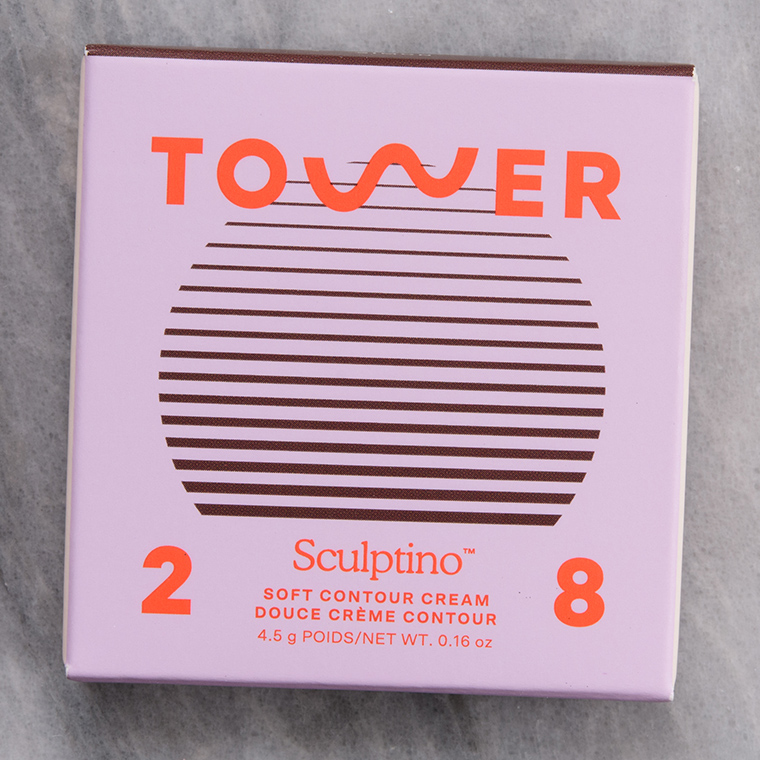 TOWER
2 8
Sculptino™
SOFT CONTOUR CREAM
DOUCE CRÈME CONTOUR
4.5 g POIDS/NET WT. 0.16 oz